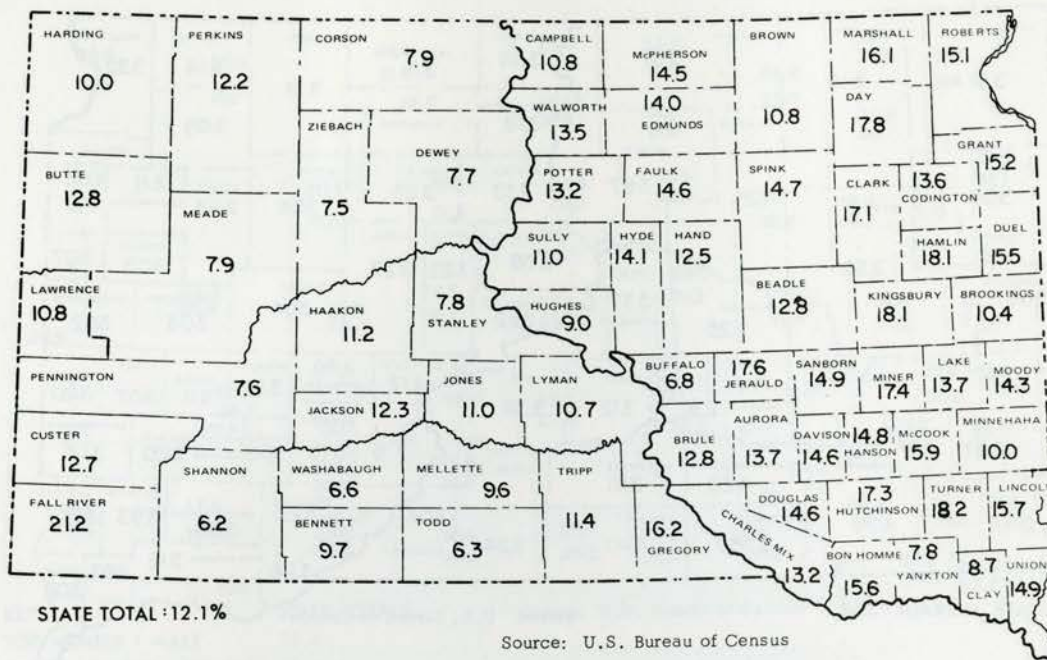 HARDING
10.0
PERKINS
12.2
CORSON
7.9
CAMPBELL
10.8
McPHERSON
14.5
BROWN
10.8
MARSHALL
16.1
ROBERTS
15.1
WALWORTH
13.5
14.0
EDMUNDS
DAY
17.8
ZIEBACH
7.5
DEWEY
7.7
GRANT
15.2
BUTTE
12.8
MEADE
7.9
POTTER
13.2
FAULK
14.6
SPINK
14.7
CLARK
17.1
13.6
CODINGTON
SULLY
11.0
HYDE
14.1
HAND
12.5
HAMLIN
18.1
DUEL
15.5
LAWRENCE
10.8
HAAKON
11.2
7.8
STANLEY
HUGHES
9.0
BEADLE
12.8
KINGSBURY
18.1
BROOKINGS
10.4
PENNINGTON
7.6
JACKSON 12.3
JONES
11.0
LYMAN
10.7
BUFFALO
6.8
17.6
JERAULD
SANBORN
14.9
MINER
17.4
LAKE
13.7
MOODY
14.3
CUSTER
12.7
BRULE
12.8
AURORA
13.7
DAVISON
14.6
14.8
HANSON
McCOOK
15.9
MINNEHAHA
10.0
FALL RIVER
21.2
SHANNON
6.2
WASHABAUGH
6.6
MELLETTE
9.6
TRIPP
11.4
BENNETT
9.7
TODD
6.3
16.2
GREGORY
DOUGLAS
14.6
17.3
HUTCHINSON
TURNER
18.2
LINCOLN
15.7
CHARLES MIX
13.2
BON HOMME
15.6
7.8
YANKTON
8.7
CLAY
UNION
14.9
STATE TOTAL : 12.1%
Source: U.S. Bureau of Census